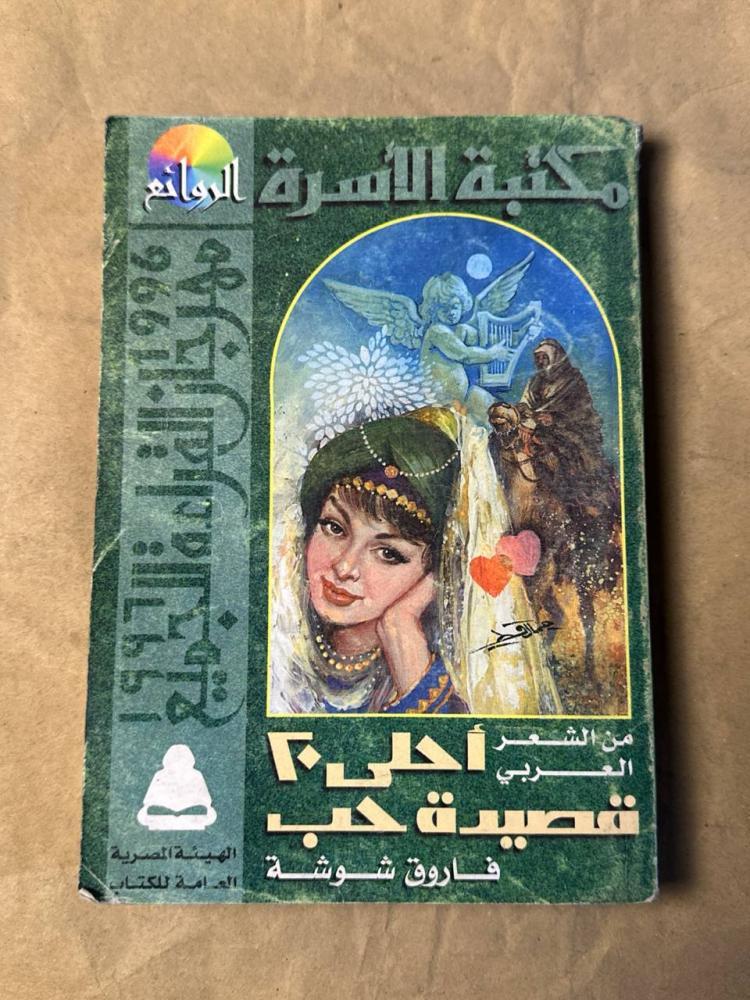 مكتبة الأسرة
الروائع
مهرجان القراءة للجميع
1996
١٩٩٦
من الشعر
العربي
أحلى ٢٠
قصيدة حب
فاروق شوشة
الهيئة المصرية
العامة للكتاب